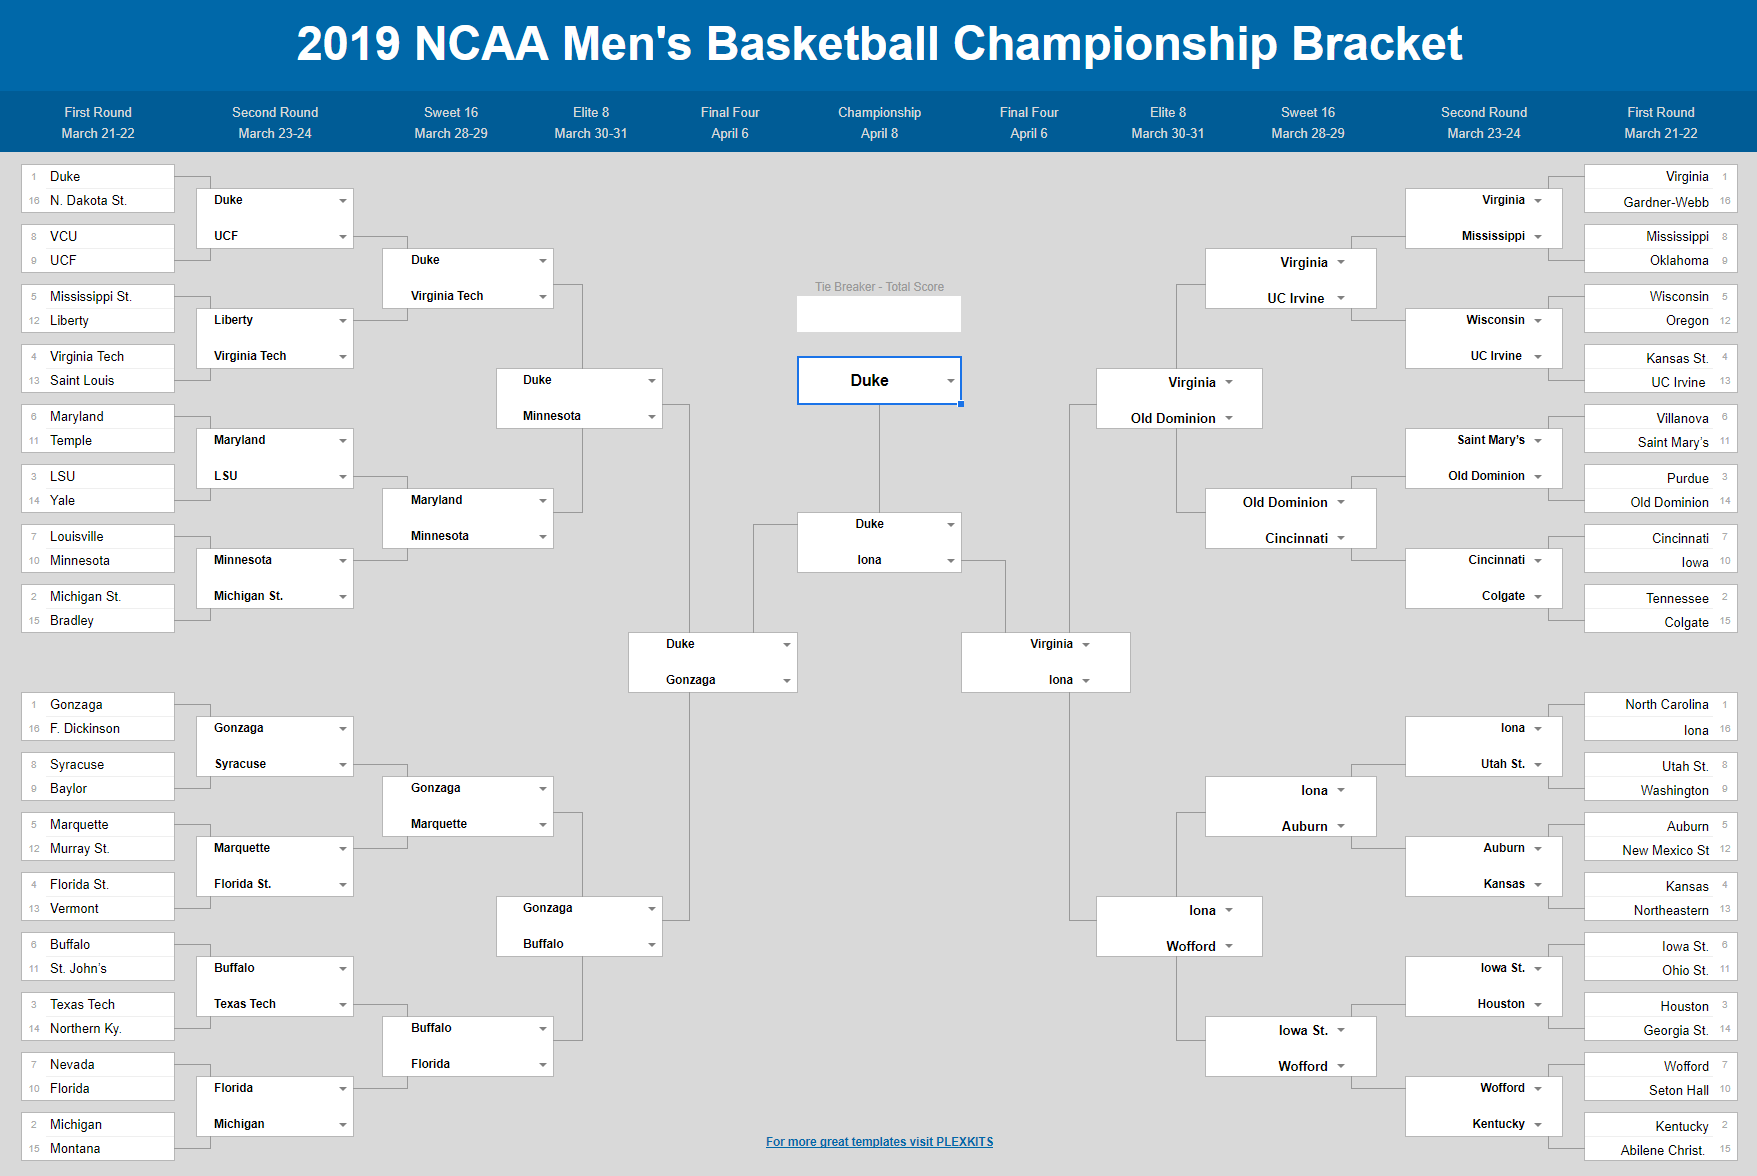 2019 NCAA Men's Basketball Championship Bracket
First Round
March 21-22
Second Round
March 23-24
Sweet 16
March 28-29
Elite 8
March 30-31
Final Four
April 6
Championship
April 8
Final Four
April 6
Elite 8
March 30-31
Sweet 16
March 28-29
Second Round
March 23-24
First Round
March 21-22
1 Duke
16 N. Dakota St.
8 VCU
9 UCF
5 Mississippi St.
12 Liberty
4 Virginia Tech
13 Saint Louis
6 Maryland
11 Temple
3 LSU
14 Yale
7 Louisville
10 Minnesota
2 Michigan St.
15 Bradley
1 Gonzaga
16 F. Dickinson
8 Syracuse
9 Baylor
5 Marquette
12 Murray St.
4 Florida St.
13 Vermont
6 Buffalo
11 St. John's
3 Texas Tech
14 Northern Ky.
7 Nevada
10 Florida
2 Michigan
15 Montana
Duke
UCF
Liberty
Virginia Tech
Maryland
LSU
Minnesota
Michigan St.
Gonzaga
Syracuse
Marquette
Florida St.
Buffalo
Texas Tech
Florida
Michigan
Duke
Virginia Tech
Maryland
Minnesota
Gonzaga
Marquette
Buffalo
Florida
Duke
Minnesota
Gonzaga
Buffalo
Duke
Gonzaga
Tie Breaker - Total Score
Duke
Duke
Iona
Virginia
Iona
Virginia
Old Dominion
Iona
Wofford
Virginia
UC Irvine
Old Dominion
Cincinnati
Iona
Auburn
Iowa St.
Wofford
Virginia
Mississippi
Wisconsin
UC Irvine
Saint Mary's
Old Dominion
Cincinnati
Colgate
Iona
Utah St.
Auburn
Kansas
Iowa St.
Houston
Wofford
Kentucky
Virginia 1
Gardner-Webb 16
Mississippi 8
Oklahoma 9
Wisconsin 5
Oregon 12
Kansas St. 4
UC Irvine 13
Villanova 6
Saint Mary's 11
Purdue 3
Old Dominion 14
Cincinnati 7
Iowa 10
Tennessee 2
Colgate 15
North Carolina 1
Iona 16
Utah St. 8
Washington 9
Auburn 5
New Mexico St 12
Kansas 4
Northeastern 13
Iowa St. 6
Ohio St. 11
Houston 3
Georgia St. 14
Wofford 7
Seton Hall 10
Kentucky 2
Abilene Christ. 15
For more great templates visit PLEXKITS